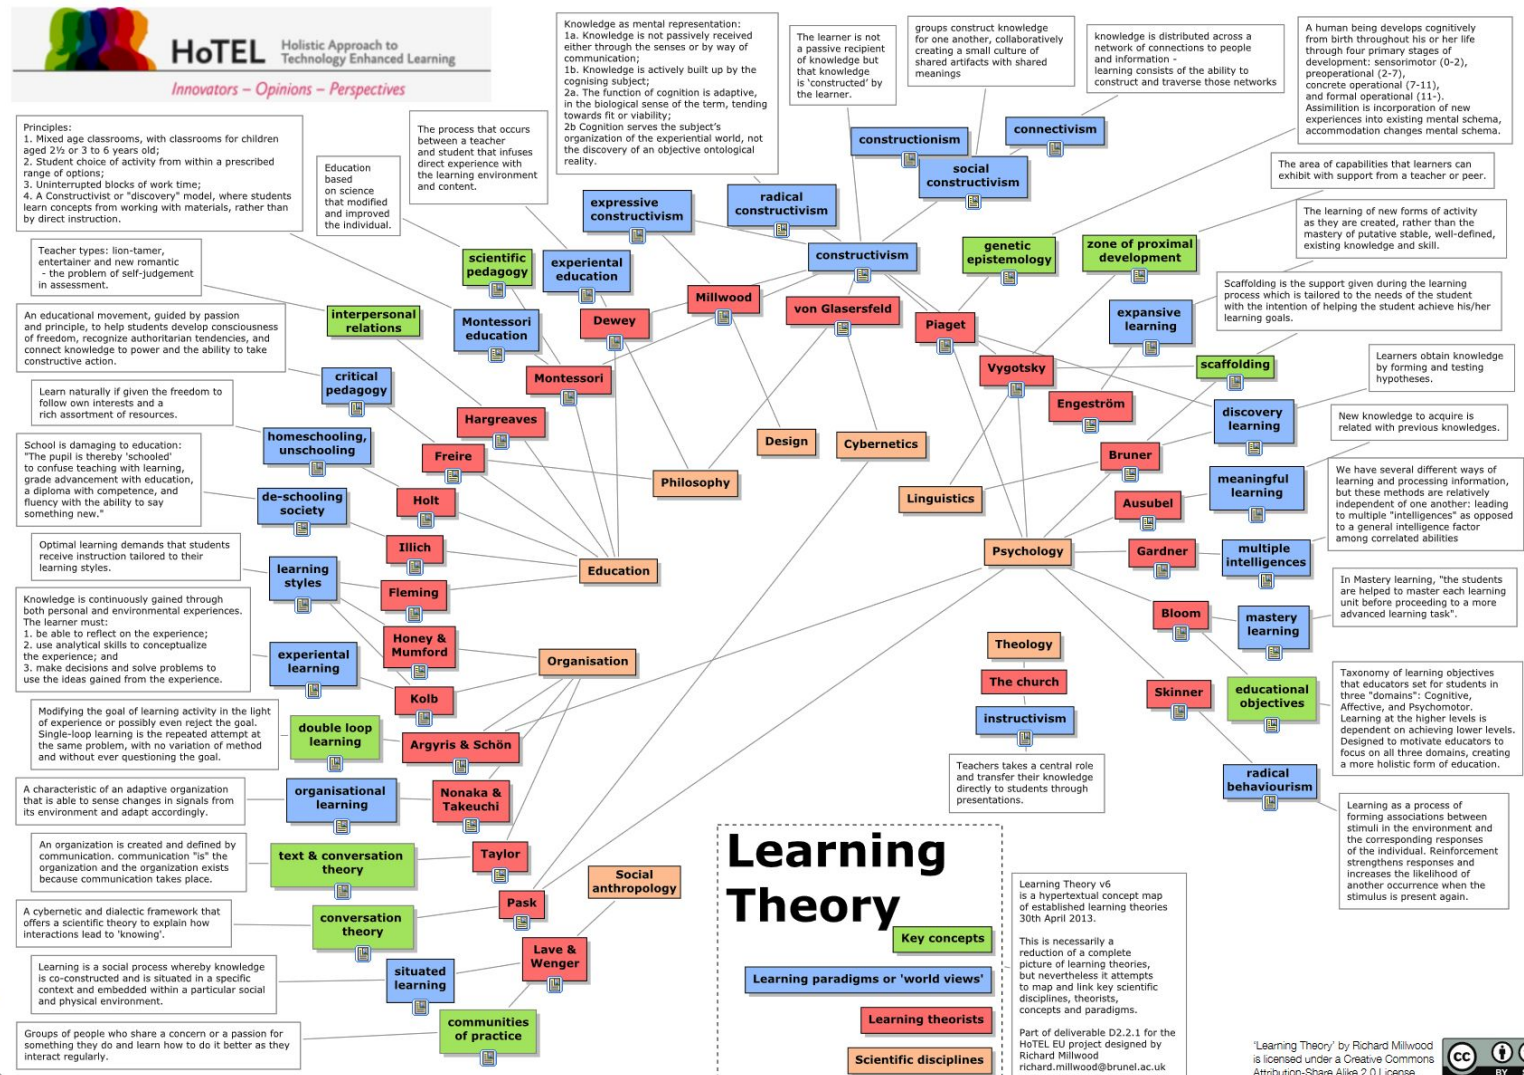 HoTEL
Holistic Approach to
Technology Enhanced Learning
Innovators – Opinions – Perspectives
Knowledge as mental representation:
1a. Knowledge is not passively received
either through the senses or by way of
communication;
1b. Knowledge is actively built up by the
cognising subject;
2a. The function of cognition is adaptive,
in the biological sense of the term, tending
towards fit or viability;
2b Cognition serves the subject's
organization of the experiential world, not
the discovery of an objective ontological
reality.
The learner is not
a passive recipient
of knowledge but
that knowledge
is 'constructed' by
the learner.
groups construct knowledge
for one another, collaboratively
creating a small culture of
shared artifacts with shared
meanings
knowledge is distributed across a
network of connections to people
and information -
learning consists of the ability to
construct and traverse those networks
A human being develops cognitively
from birth throughout his or her life
through four primary stages of
development: sensorimotor (0-2),
preoperational (2-7),
concrete operational (7-11),
and formal operational (11-).
Assimilition is incorporation of new
experiences into existing mental schema,
accommodation changes mental schema.
Principles:
1. Mixed age classrooms, with classrooms for children
aged 2½ or 3 to 6 years old;
2. Student choice of activity from within a prescribed
range of options;
3. Uninterrupted blocks of work time;
4. A Constructivist or "discovery" model, where students
learn concepts from working with materials, rather than
by direct instruction.
Education
based
on science
that modified
and improved
the individual.
The process that occurs
between a teacher
and student that infuses
direct experience with
the learning environment
and content.
constructionism
connectivism
social
constructivism
The area of capabilities that learners can
exhibit with support from a teacher or peer.
expressive
constructivism
radical
constructivism
The learning of new forms of activity
as they are created, rather than the
mastery of putative stable, well-defined,
existing knowledge and skill.
Teacher types: lion-tamer,
entertainer and new romantic
- the problem of self-judgement
in assessment.
scientific
pedagogy
experiental
education
constructivism
genetic
epistemology
zone of proximal
development
Scaffolding is the support given during the learning
process which is tailored to the needs of the student
with the intention of helping the student achieve his/her
learning goals.
An educational movement, guided by passion
and principle, to help students develop consciousness
of freedom, recognize authoritarian tendencies, and
connect knowledge to power and the ability to take
constructive action.
interpersonal
relations
Montessori
education
Dewey
Millwood
von Glasersfeld
Piaget
expansive
learning
critical
pedagogy
Montessori
Vygotsky
scaffolding
Learners obtain knowledge
by forming and testing
hypotheses.
Learn naturally if given the freedom to
follow own interests and a
rich assortment of resources.
Hargreaves
Engeström
discovery
learning
New knowledge to acquire is
related with previous knowledges.
School is damaging to education:
"The pupil is thereby 'schooled'
to confuse teaching with learning,
grade advancement with education,
a diploma with competence, and
fluency with the ability to say
something new."
homeschooling,
unschooling
Freire
Design
Cybernetics
Bruner
Philosophy
Linguistics
meaningful
learning
We have several different ways of
learning and processing information,
but these methods are relatively
independent of one another: leading
to multiple "intelligences" as opposed
to a general intelligence factor
among correlated abilities
de-schooling
society
Holt
Ausubel
Optimal learning demands that students
receive instruction tailored to their
learning styles.
Illich
Psychology
Gardner
multiple
intelligences
learning
styles
Education
Fleming
In Mastery learning, "the students
are helped to master each learning
unit before proceeding to a more
advanced learning task".
Knowledge is continuously gained through
both personal and environmental experiences.
The learner must:
1. be able to reflect on the experience;
2. use analytical skills to conceptualize
the experience; and
3. make decisions and solve problems to
use the ideas gained from the experience.
Bloom
mastery
learning
Honey &
Mumford
Theology
experiental
learning
Organisation
The church
Kolb
Skinner
educational
objectives
Taxonomy of learning objectives
that educators set for students in
three "domains": Cognitive,
Affective, and Psychomotor.
Learning at the higher levels is
dependent on achieving lower levels.
Designed to motivate educators to
focus on all three domains, creating
a more holistic form of education.
Modifying the goal of learning activity in the light
of experience or possibly even reject the goal.
Single-loop learning is the repeated attempt at
the same problem, with no variation of method
and without ever questioning the goal.
double loop
learning
Argyris & Schön
instructivism
Teachers takes a central role
and transfer their knowledge
directly to students through
presentations.
radical
behaviourism
A characteristic of an adaptive organization
that is able to sense changes in signals from
its environment and adapt accordingly.
organisational
learning
Nonaka &
Takeuchi
Learning as a process of
forming associations between
stimuli in the environment and
the corresponding responses
of the individual. Reinforcement
strengthens responses and
increases the likelihood of
another occurrence when the
stimulus is present again.
An organization is created and defined by
communication. communication "is" the
organization and the organization exists
because communication takes place.
text & conversation
theory
Taylor
Social
anthropology
A cybernetic and dialectic framework that
offers a scientific theory to explain how
interactions lead to 'knowing'.
conversation
theory
Pask
Learning is a social process whereby knowledge
is co-constructed and is situated in a specific
context and embedded within a particular social
and physical environment.
situated
learning
Lave &
Wenger
Groups of people who share a concern or a passion for
something they do and learn how to do it better as they
interact regularly.
communities
of practice
Learning
Theory
Key concepts
Learning paradigms or 'world views'
Learning theorists
Scientific disciplines
Learning Theory v6
is a hypertextual concept map
of established learning theories
30th April 2013.
This is necessarily a
reduction of a complete
picture of learning theories,
but nevertheless it attempts
to map and link key scientific
disciplines, theorists,
concepts and paradigms.
Part of deliverable D2.2.1 for the
HoTEL EU project designed by
Richard Millwood
richard.millwood@brunel.ac.uk
'Learning Theory' by Richard Millwood
is licensed under a Creative Commons
Attribution-Share Alike 2.0 License
cc
BY